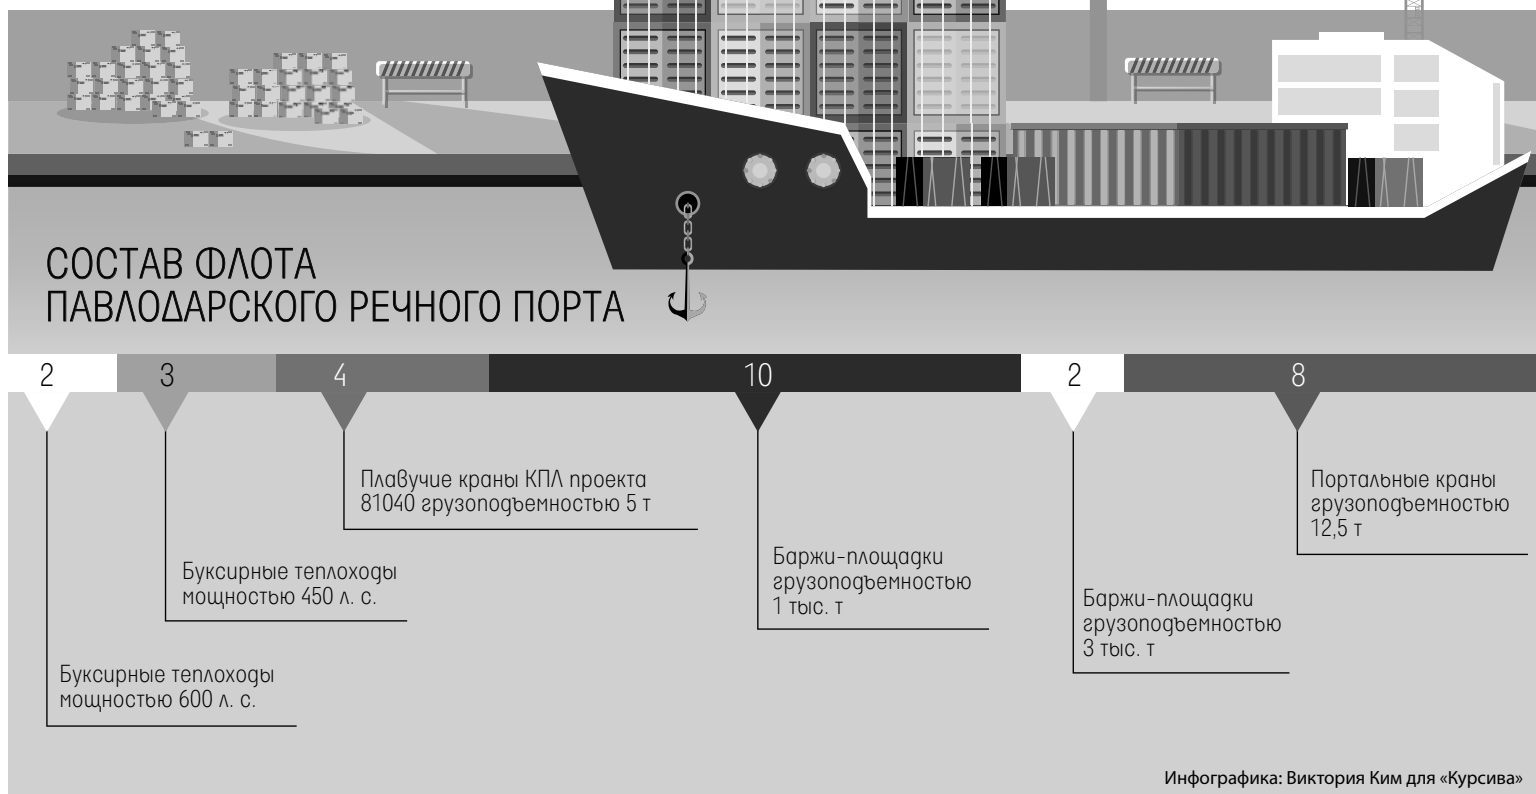 СОСТАВ ФЛОТА
ПАВЛОДАРСКОГО РЕЧНОГО ПОРТА
2
3
4
10
2
8
Плавучие краны КПЛ проекта
81040 грузоподъемностью 5 т
Портальные краны
грузоподъемностью
12,5 т
Баржи-площадки
грузоподъемностью
1 тыс. т
Буксирные теплоходы
мощностью 450 л. с.
Баржи-площадки
грузоподъемностью
3 тыс. т
Буксирные теплоходы
мощностью 600 л. с.
Инфографика: Виктория Ким для «Курсива»